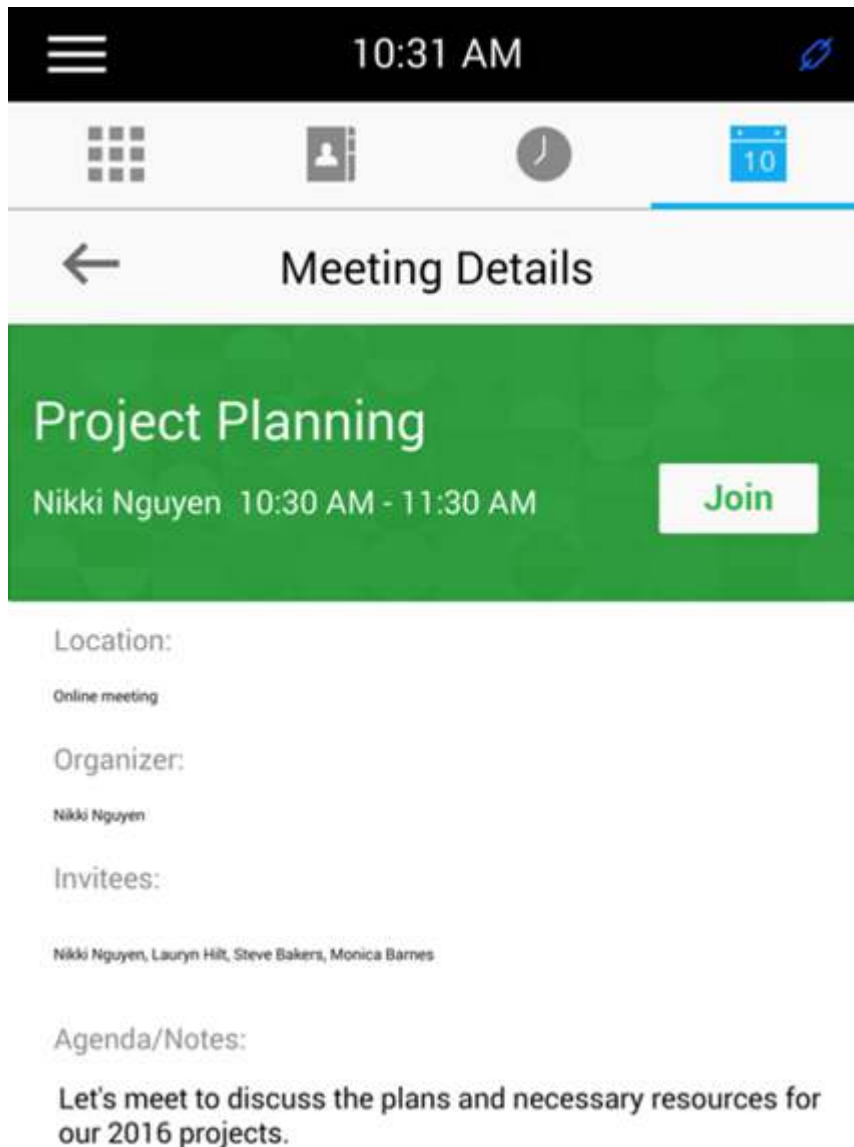 10:31 AM
10
Meeting Details
Project Planning
Nikki Nguyen 10:30 AM - 11:30 AM
Join
Location:
Online meeting
Organizer:
Nikki Nguyen
Invitees:
Nikki Nguyen, Lauryn Hilt, Steve Bakers, Monica Barnes
Agenda/Notes:
Let's meet to discuss the plans and necessary resources for
our 2016 projects.